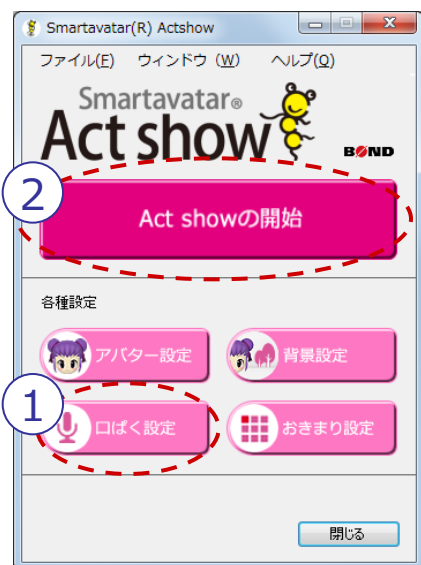 Smartavatar(R) Actshow
ファイル(F) ウィンドウ (W) ヘルプ(O)
Smartavatar®
Act show
BOND
2
Act showの開始
各種設定
アバター設定 背景設定
1
口ぱく設定 おきまり設定
閉じる